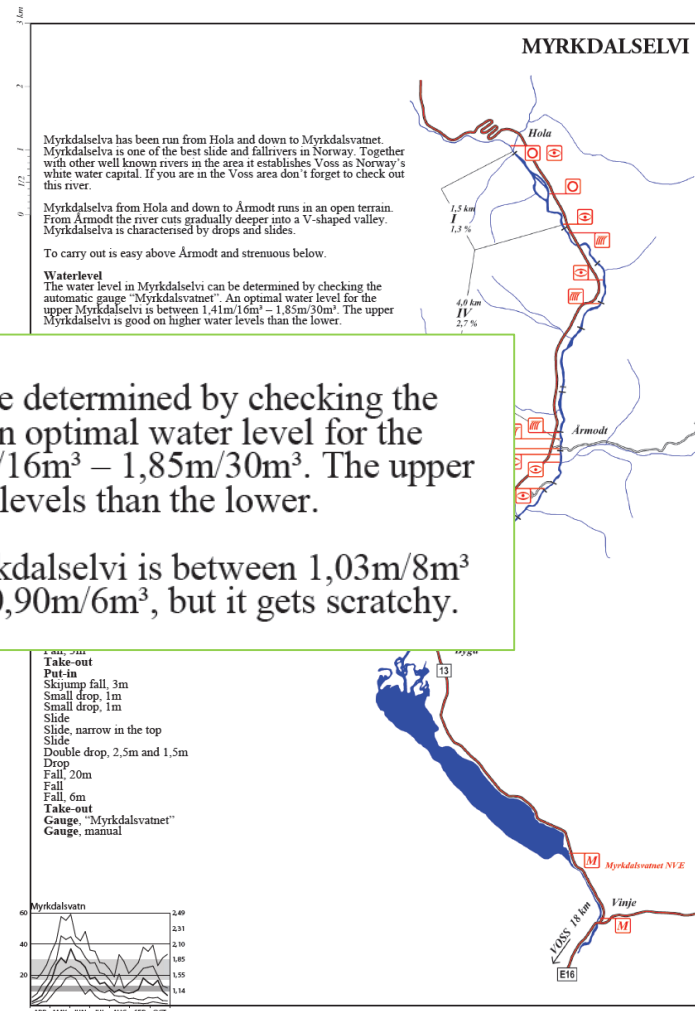 3 km
2
1
1/2
0
MYRKDALSELVI
Myrkdalselva has been run from Hola and down to Myrkdalsvatnet.
Myrkdalselva is one of the best slide and fallrivers in Norway. Together
with other well known rivers in the area it establishes Voss as Norway's
white water capital. If you are in the Voss area don't forget to check out
this river.
Myrkdalselva from Hola and down to Årmodt runs in an open terrain.
From Årmodt the river cuts gradually deeper into a V-shaped valley.
Myrkdalselva is characterised by drops and slides.
To carry out is easy above Årmodt and strenuous below.
Waterlevel
The water level in Myrkdalselvi can be determined by checking the
automatic gauge “Myrkdalsvatnet”. An optimal water level for the
upper Myrkdalselvi is between 1,41m/16m³ – 1,85m/30m³. The upper
Myrkdalselvi is good on higher water levels than the lower.
Hola
1,5 km
I
1,3 %
4,0 km
IV
2,7 %
Årmodt
e determined by checking the
n optimal water level for the
/16m³ – 1,85m/30m³. The upper
levels than the lower.
kdalselvi is between 1,03m/8m³
0,90m/6m³, but it gets scratchy.
Fall, 5m
Take-out
Put-in
Skijump fall, 3m
Small drop, 1m
Small drop, 1m
Slide
Slide, narrow in the top
Slide
Double drop, 2,5m and 1,5m
Drop
Fall, 20m
Fall
Fall, 6m
Take-out
Gauge, “Myrkdalsvatnet”
Gauge, manual
13
M
Myrkdalsvatnet NVE
Vinje
M
VOSS 18 km
E16
Myrkdalsvatn
60
40
20
2,49
2,31
2,10
1,85
1,55
1,14